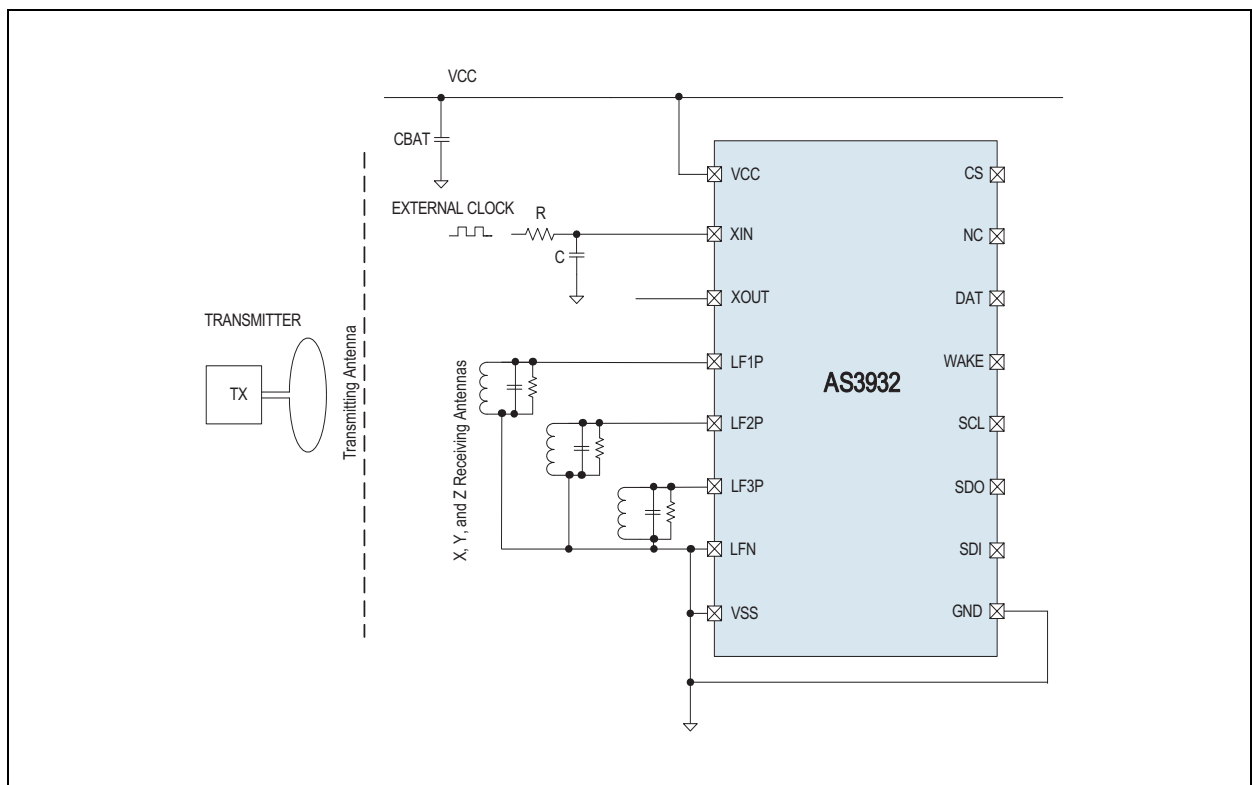 VCC
CBAT
EXTERNAL CLOCK
R
C
TRANSMITTER
TX
Transmitting Antenna
X, Y, and Z Receiving Antennas
AS3932
VCC
XIN
XOUT
LF1P
LF2P
LF3P
LFN
VSS
CS
NC
DAT
WAKE
SCL
SDO
SDI
GND